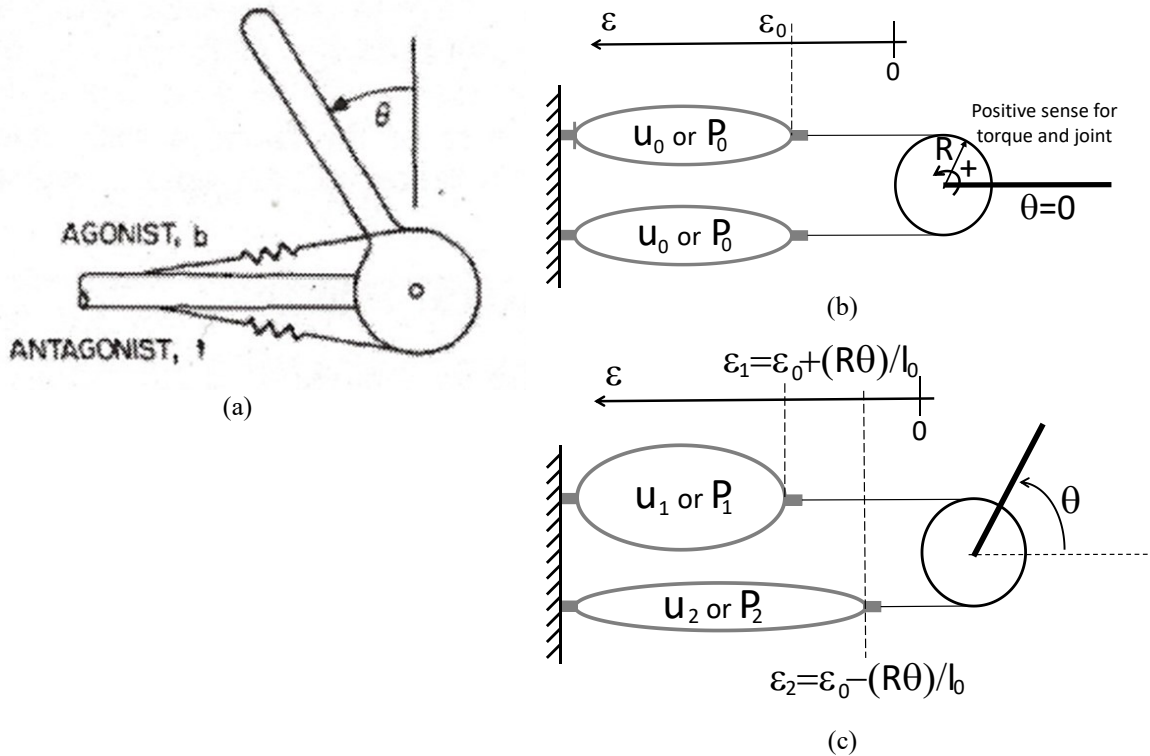 θ
AGONIST, b
ANTAGONIST, t
(a)
ε
ε₀
0
u₀ or P₀
u₀ or P₀
Positive sense for
torque and joint
R
+
θ=0
(b)
ε₁=ε₀+(Rθ)/l₀
ε
0
u₁ or P₁
θ
u₂ or P₂
ε₂=ε₀−(Rθ)/l₀
(c)